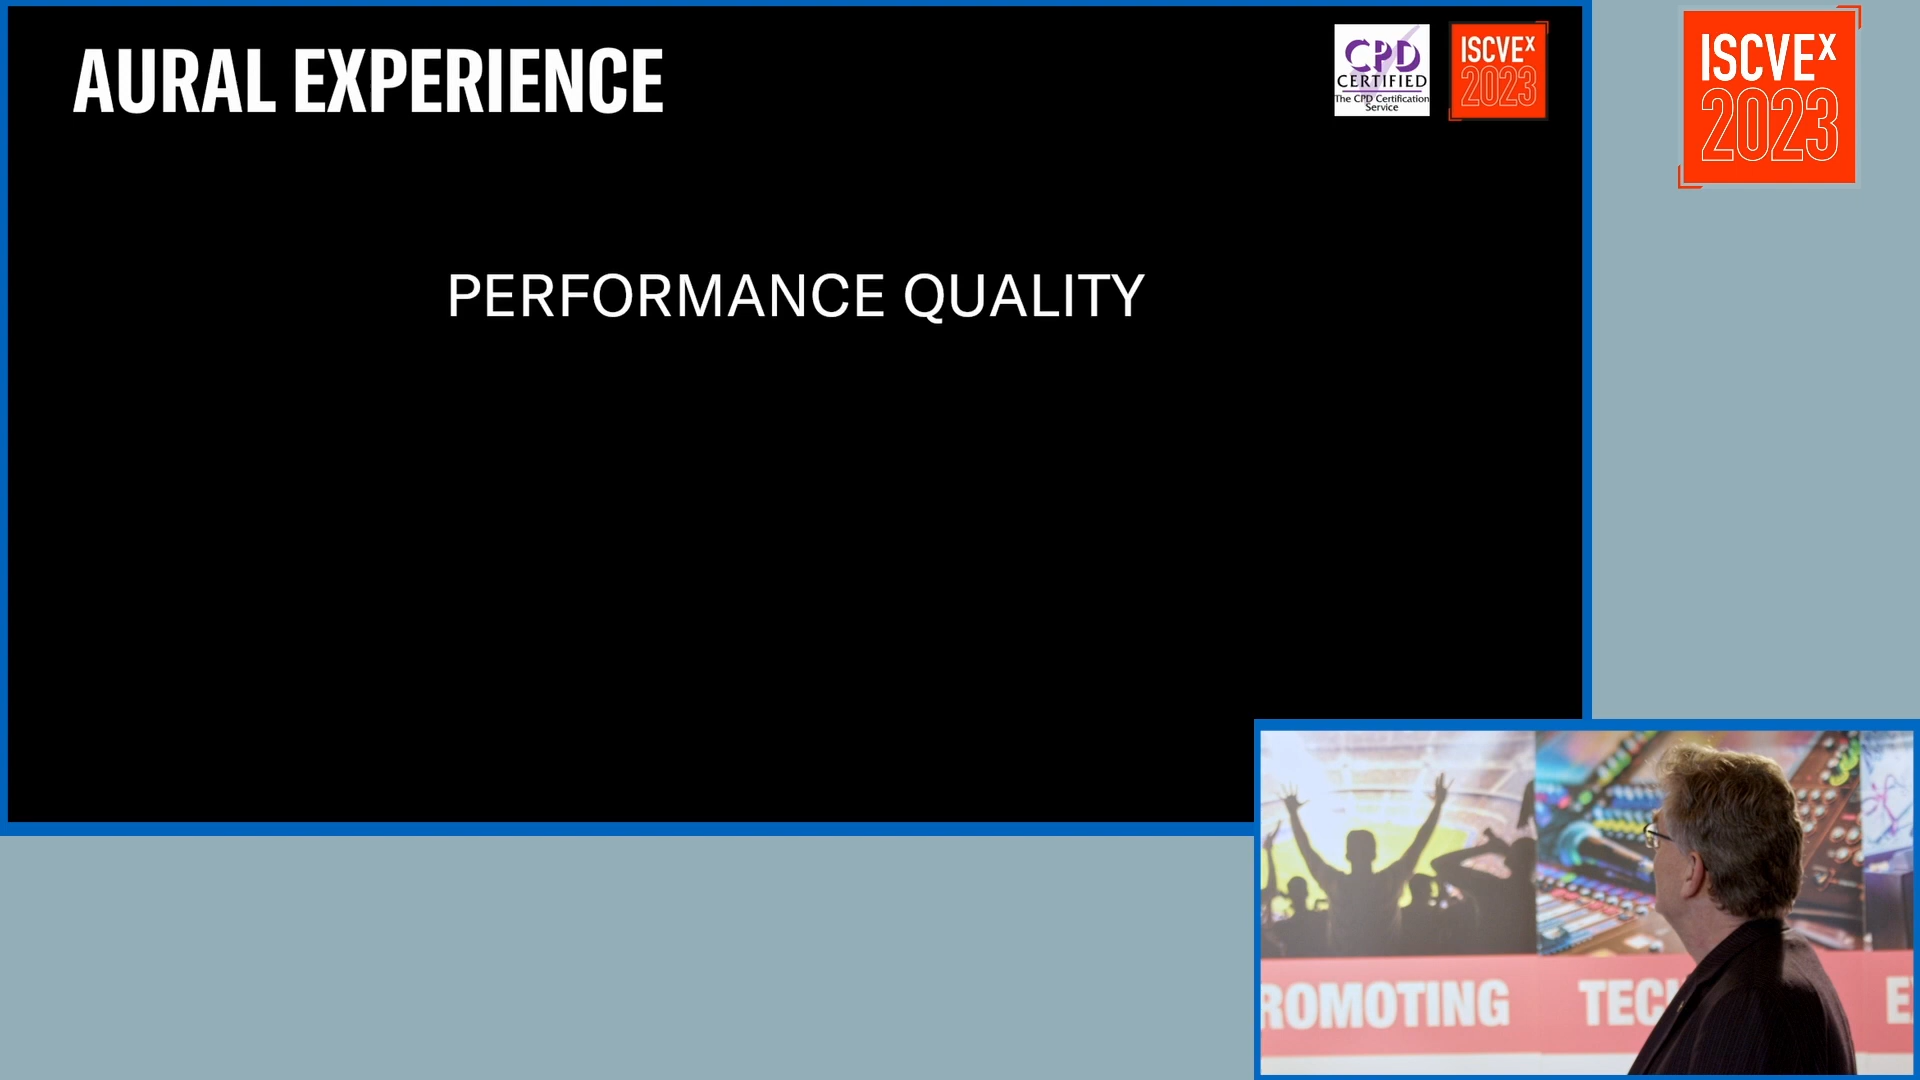 AURAL EXPERIENCE
CPD
CERTIFIED
The CPD Certification
Service
ISCVEx
2023
ISCVEx
2023
PERFORMANCE QUALITY
ROMOTING
TEC
E